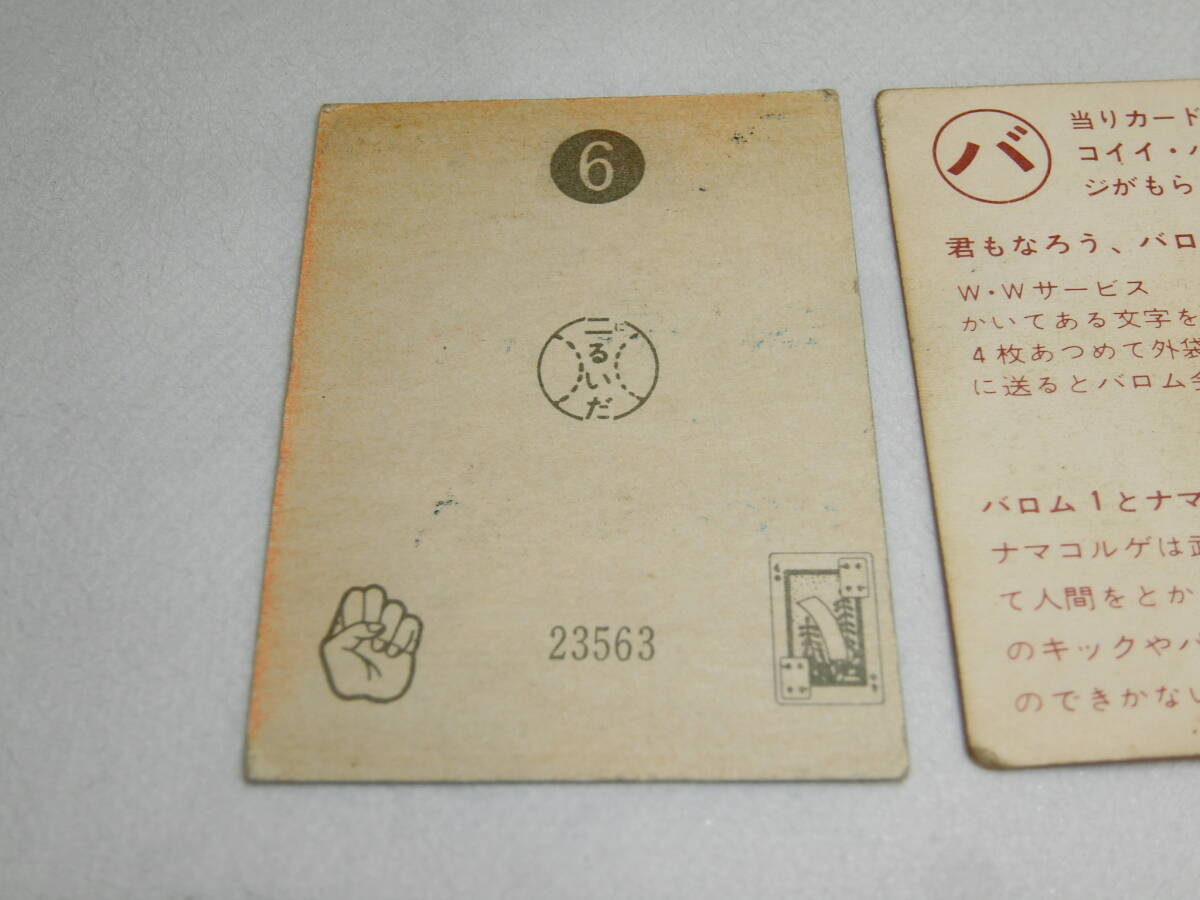 6
二に
るいだ
23563
4
4
バ
当りカード
コイイ・バ
ジがもら
君もなろう、バロ
W・Wサービス
かいてある文字を
4枚あつめて外袋
に送るとバロム
バロム1とナマ
ナマコルゲは
て人間をとか
のキックやバ
のできかない